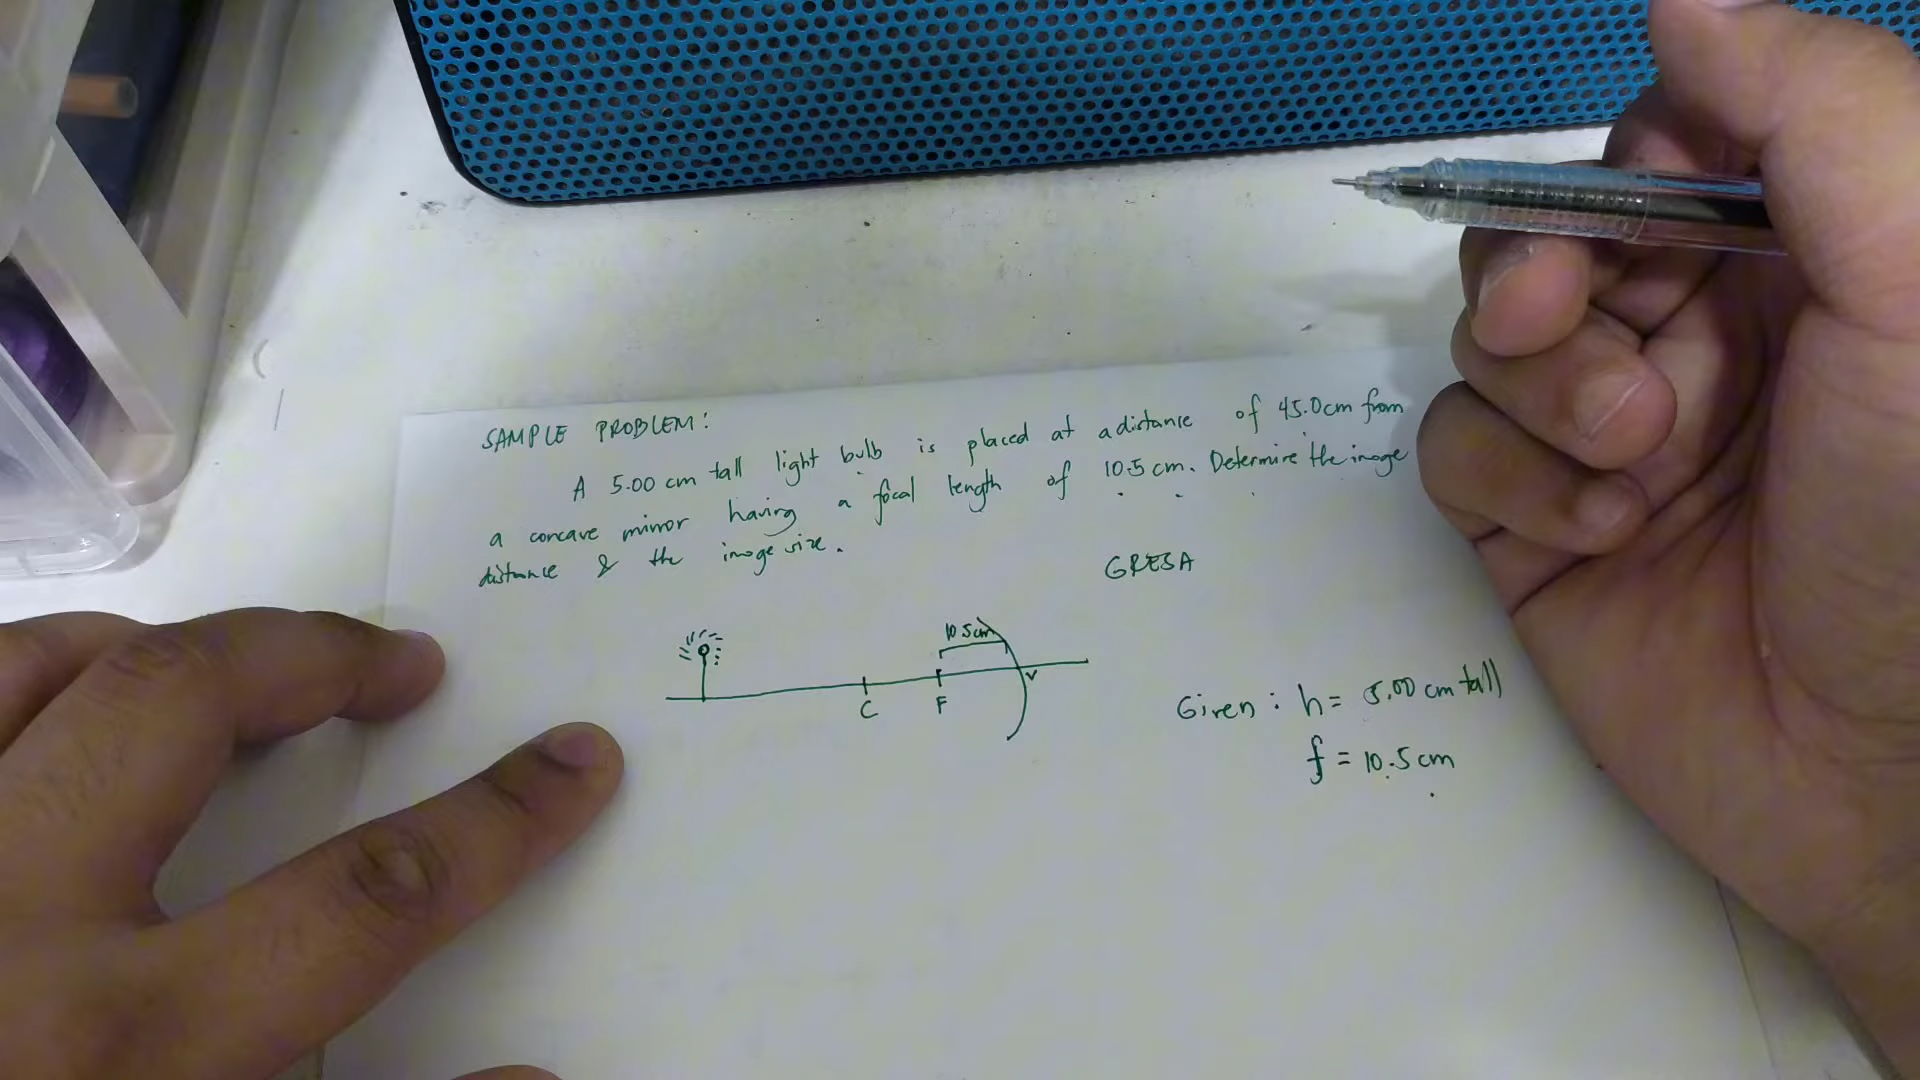 SAMPLE PROBLEM:
A 5.00 cm tall light bulb is placed at a distance of 45.0cm from
a concave mirror having a focal length of 10.5 cm. Determine the image
distance & the image size.
GRESA
10.5cm
C F V
Given: h = 5.00 cm tall
f = 10.5 cm